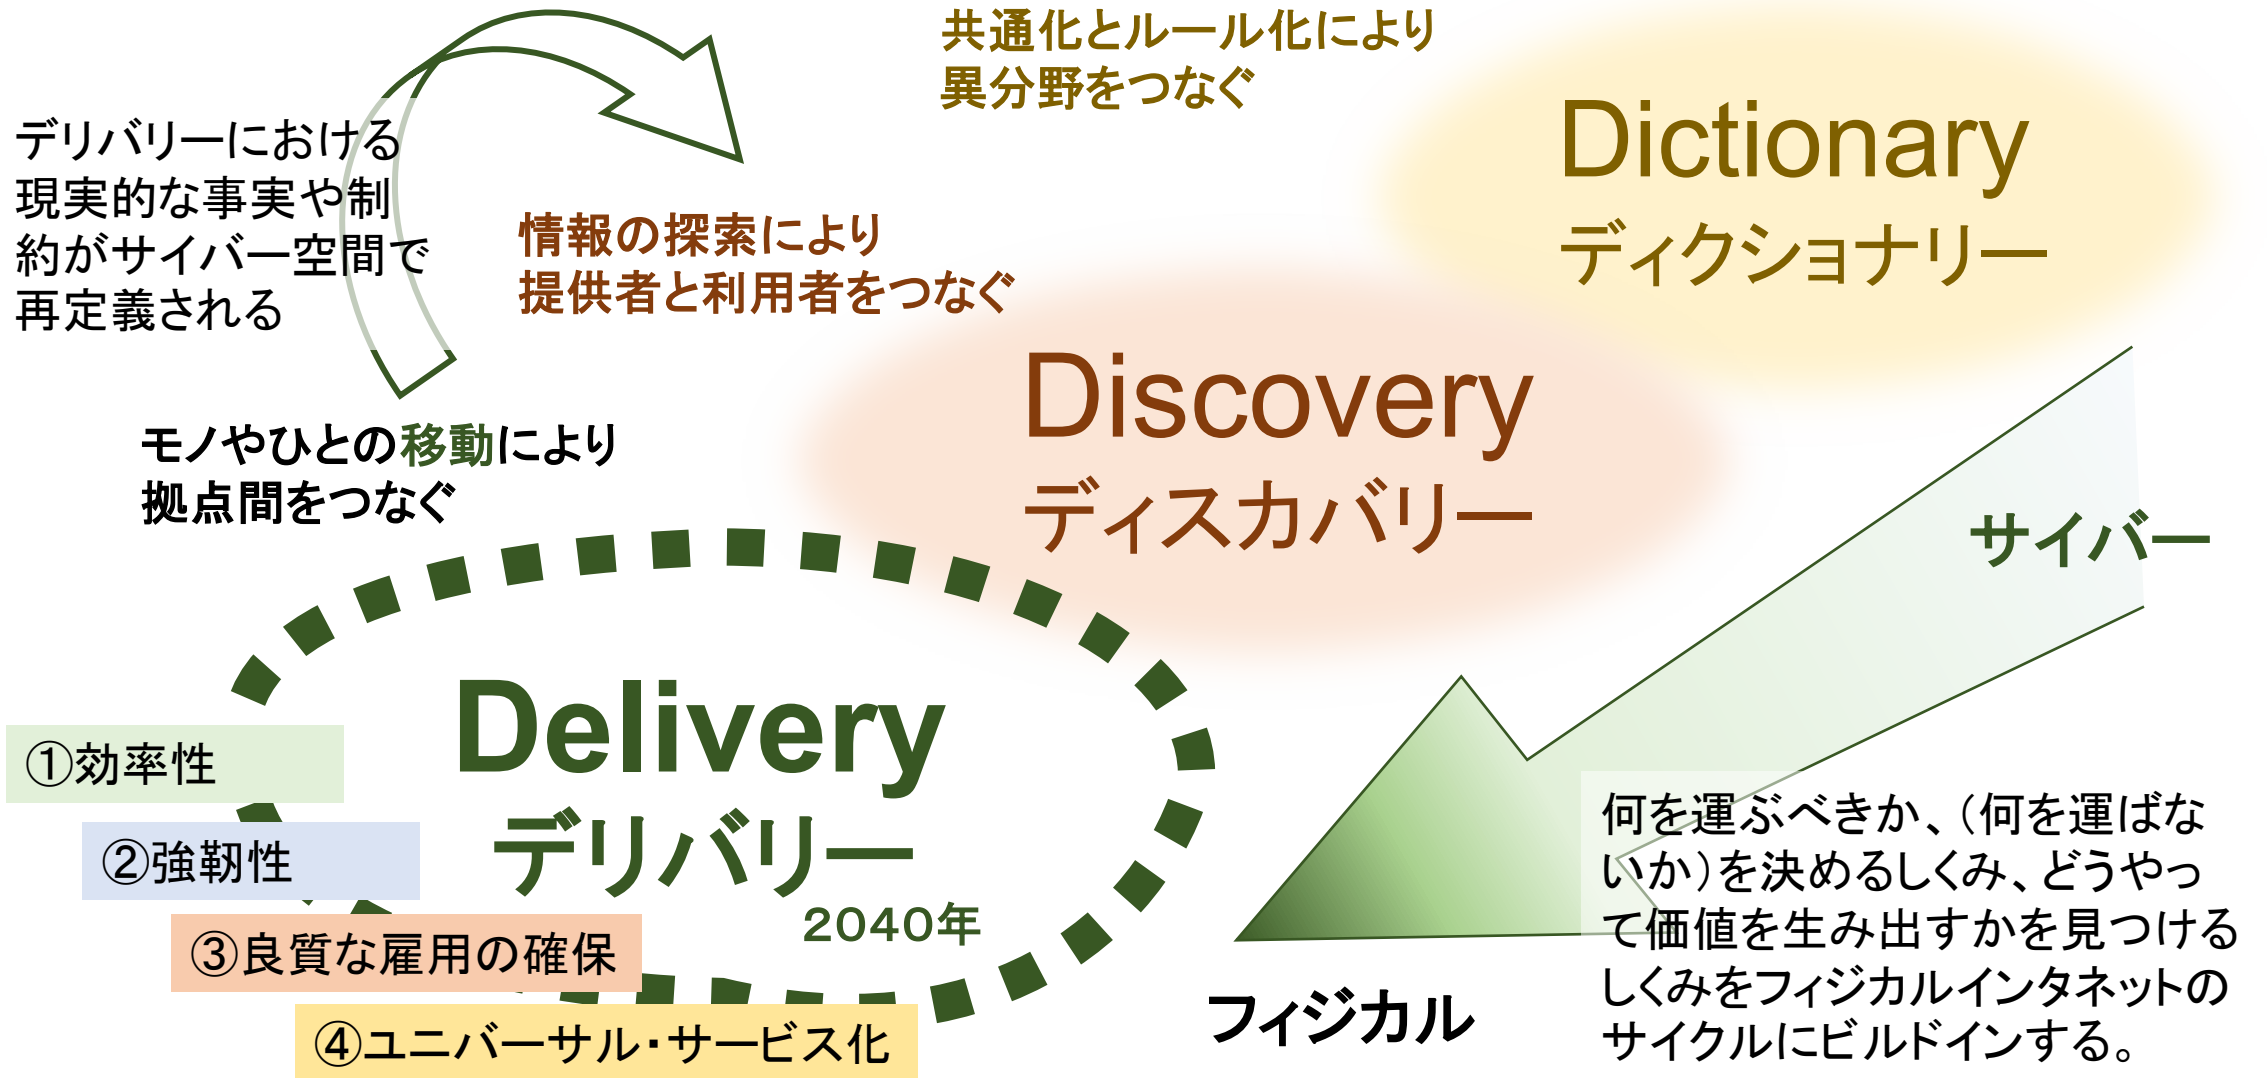 共通化とルール化により
異分野をつなぐ
Dictionary
ディクショナリー
デリバリーにおける
現実的な事実や制
約がサイバー空間で
再定義される
情報の探索により
提供者と利用者をつなぐ
Discovery
ディスカバリー
モノやひとの移動により
拠点間をつなぐ
サイバー
Delivery
デリバリー
2040年
①効率性
②強靭性
③良質な雇用の確保
④ユニバーサル・サービス化
フィジカル
何を運ぶべきか、（何を運ばな
いか）を決めるしくみ、どうやっ
て価値を生み出すかを見つける
しくみをフィジカルインタネットの
サイクルにビルドインする。